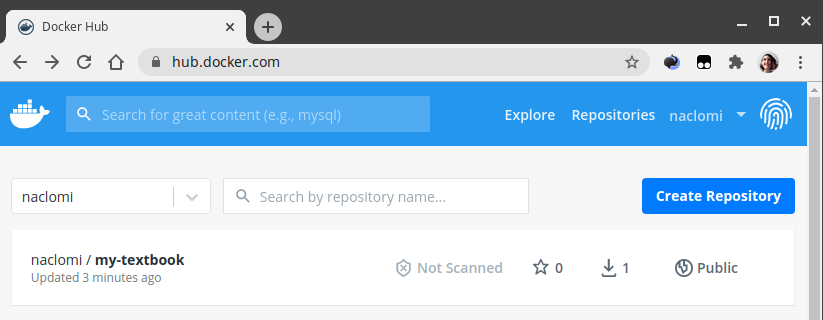 Docker Hub
hub.docker.com
Search for great content (e.g., mysql)
Explore Repositories naclomi
naclomi
Search by repository name...
Create Repository
naclomi / my-textbook
Updated 3 minutes ago
Not Scanned
0
1
Public